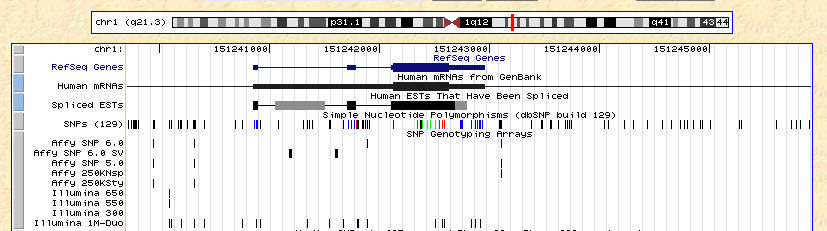 chr1 (q21.3) p31.1 1q12 q41 43 44
chr1: 151241000 151242000 151243000 151244000 151245000
RefSeq Genes
RefSeq Genes
Human mRNAs from GenBank
Human mRNAs
Human ESTs That Have Been Spliced
Spliced ESTs
Simple Nucleotide Polymorphisms (dbSNP build 129)
SNPs (129)
SNP Genotyping Arrays
Affy SNP 6.0
Affy SNP 6.0 SV
Affy SNP 5.0
Affy 250KNsp
Affy 250KSty
Illumina 650
Illumina 550
Illumina 300
Illumina 1M-Duo